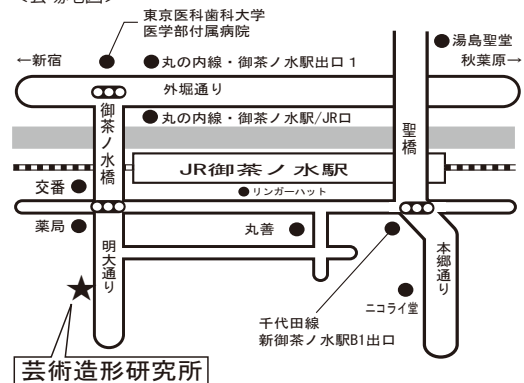 東京医科歯科大学
医学部付属病院
←新宿
丸の内線・御茶ノ水駅出口1
湯島聖堂
秋葉原→
外堀通り
丸の内線・御茶ノ水駅/JR口
御茶ノ水橋
聖橋
JR御茶ノ水駅
交番
リンガーハット
薬局
丸善
明大通り
本郷通り
ニコライ堂
千代田線
新御茶ノ水駅B1出口
芸術造形研究所